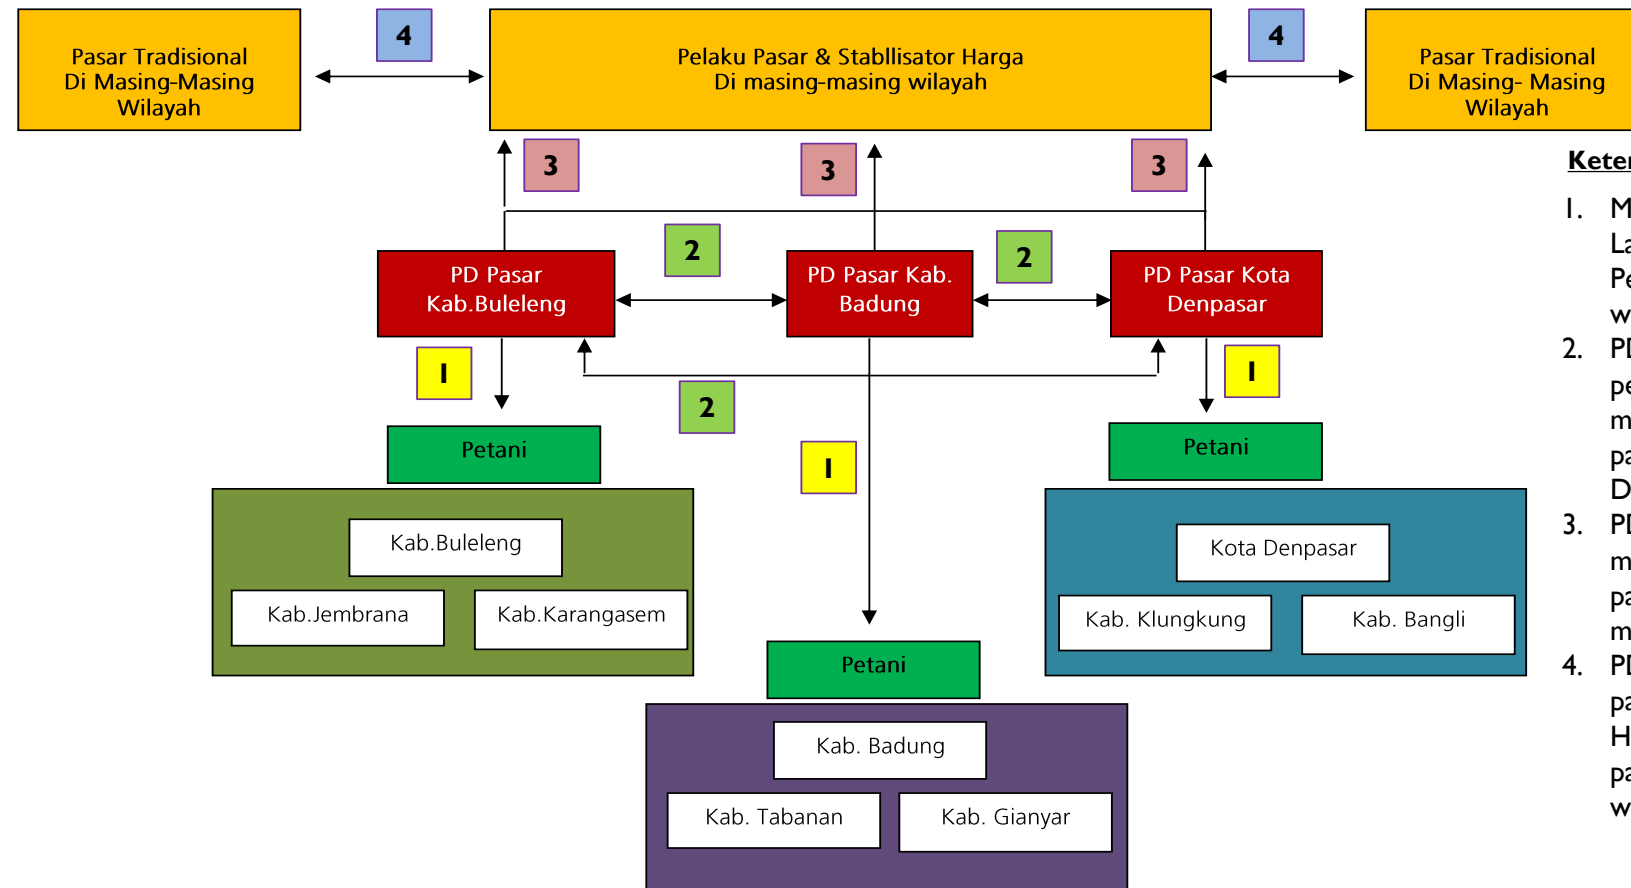 Pasar Tradisional
Di Masing-Masing
Wilayah
4
Pelaku Pasar & Stabllisator Harga
Di masing-masing wilayah
4
Pasar Tradisional
Di Masing- Masing
Wilayah
3
3
3
2
2
PD Pasar
Kab.Buleleng
PD Pasar Kab.
Badung
PD Pasar Kota
Denpasar
1
1
2
1
Petani
Petani
Kab.Buleleng
Kab.Jembrana
Kab.Karangasem
Kota Denpasar
Kab. Klungkung
Kab. Bangli
Petani
Kab. Badung
Kab. Tabanan
Kab. Gianyar
1.
2.
3.
4.